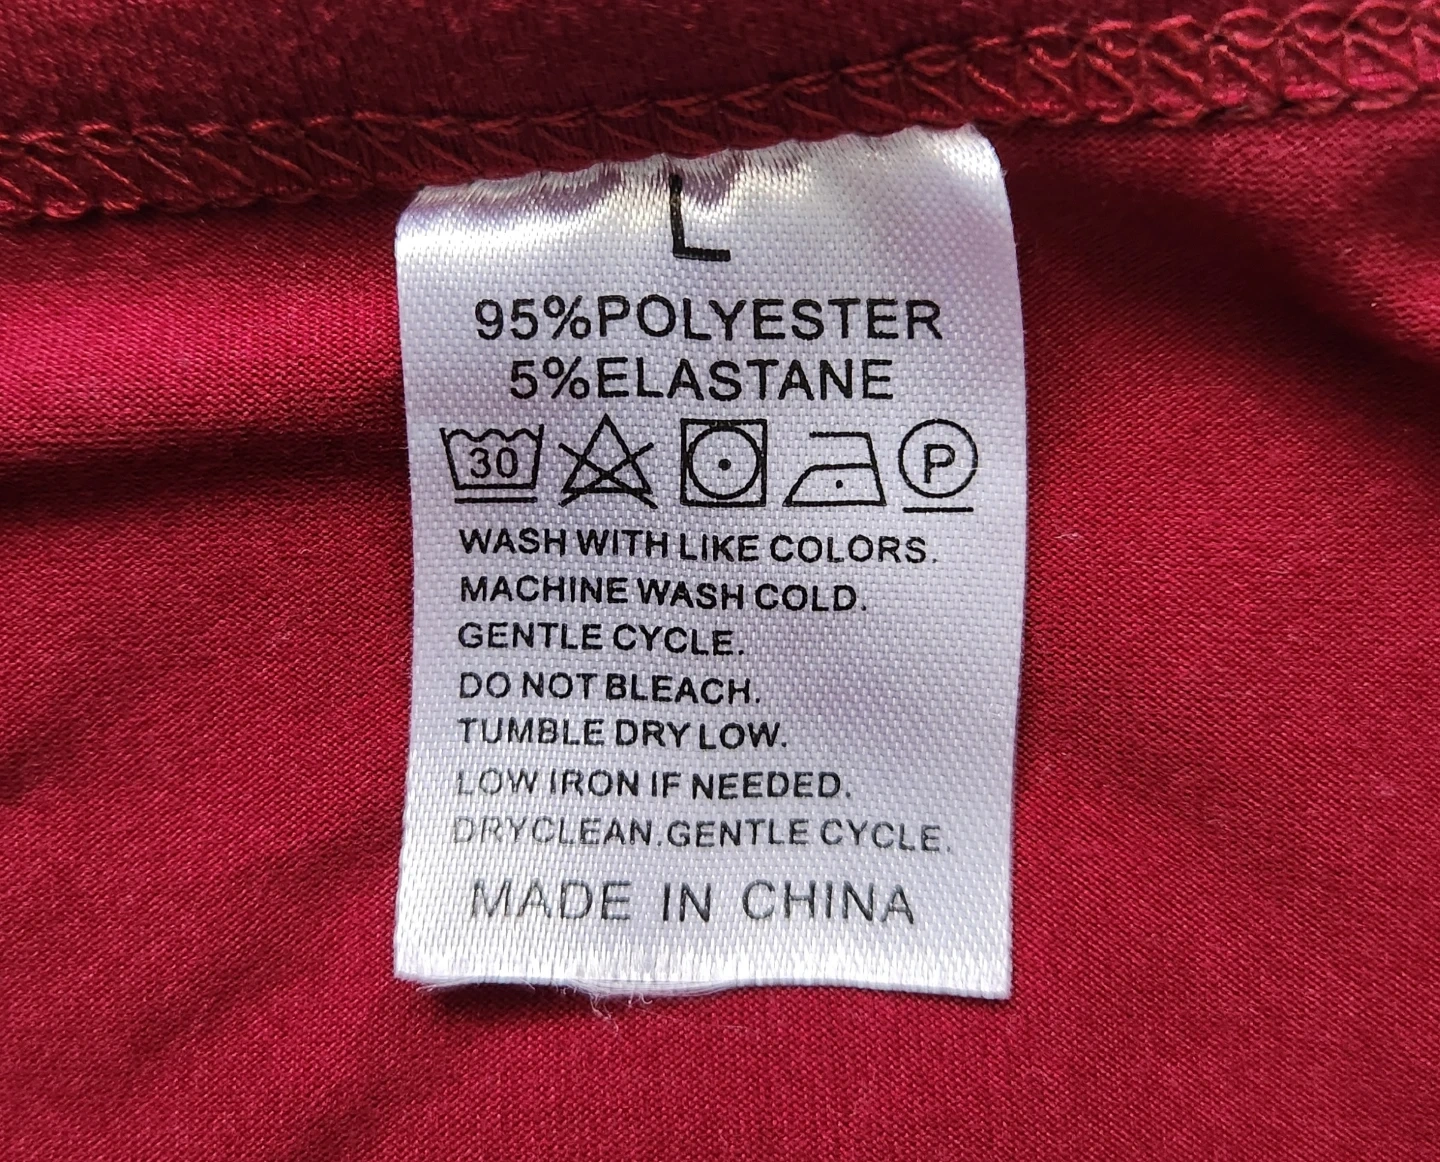 L
95%POLYESTER
5%ELASTANE
30 P
WASH WITH LIKE COLORS.
MACHINE WASH COLD.
GENTLE CYCLE.
DO NOT BLEACH.
TUMBLE DRY LOW.
LOW IRON IF NEEDED.
DRYCLEAN.GENTLE CYCLE.
MADE IN CHINA